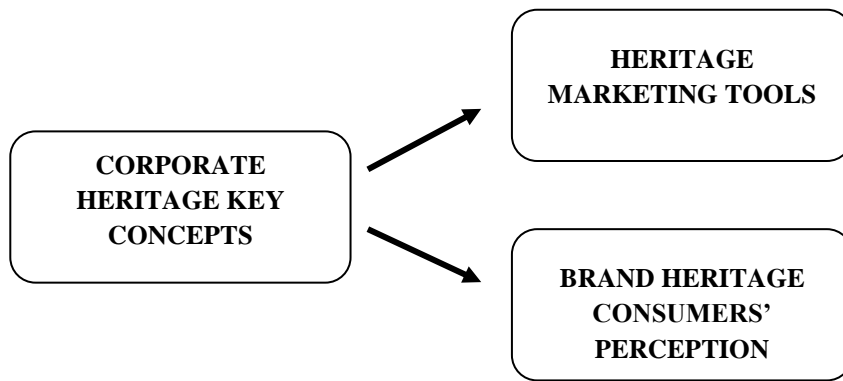 HERITAGE
MARKETING TOOLS
CORPORATE
HERITAGE KEY
CONCEPTS
BRAND HERITAGE
CONSUMERS’
PERCEPTION